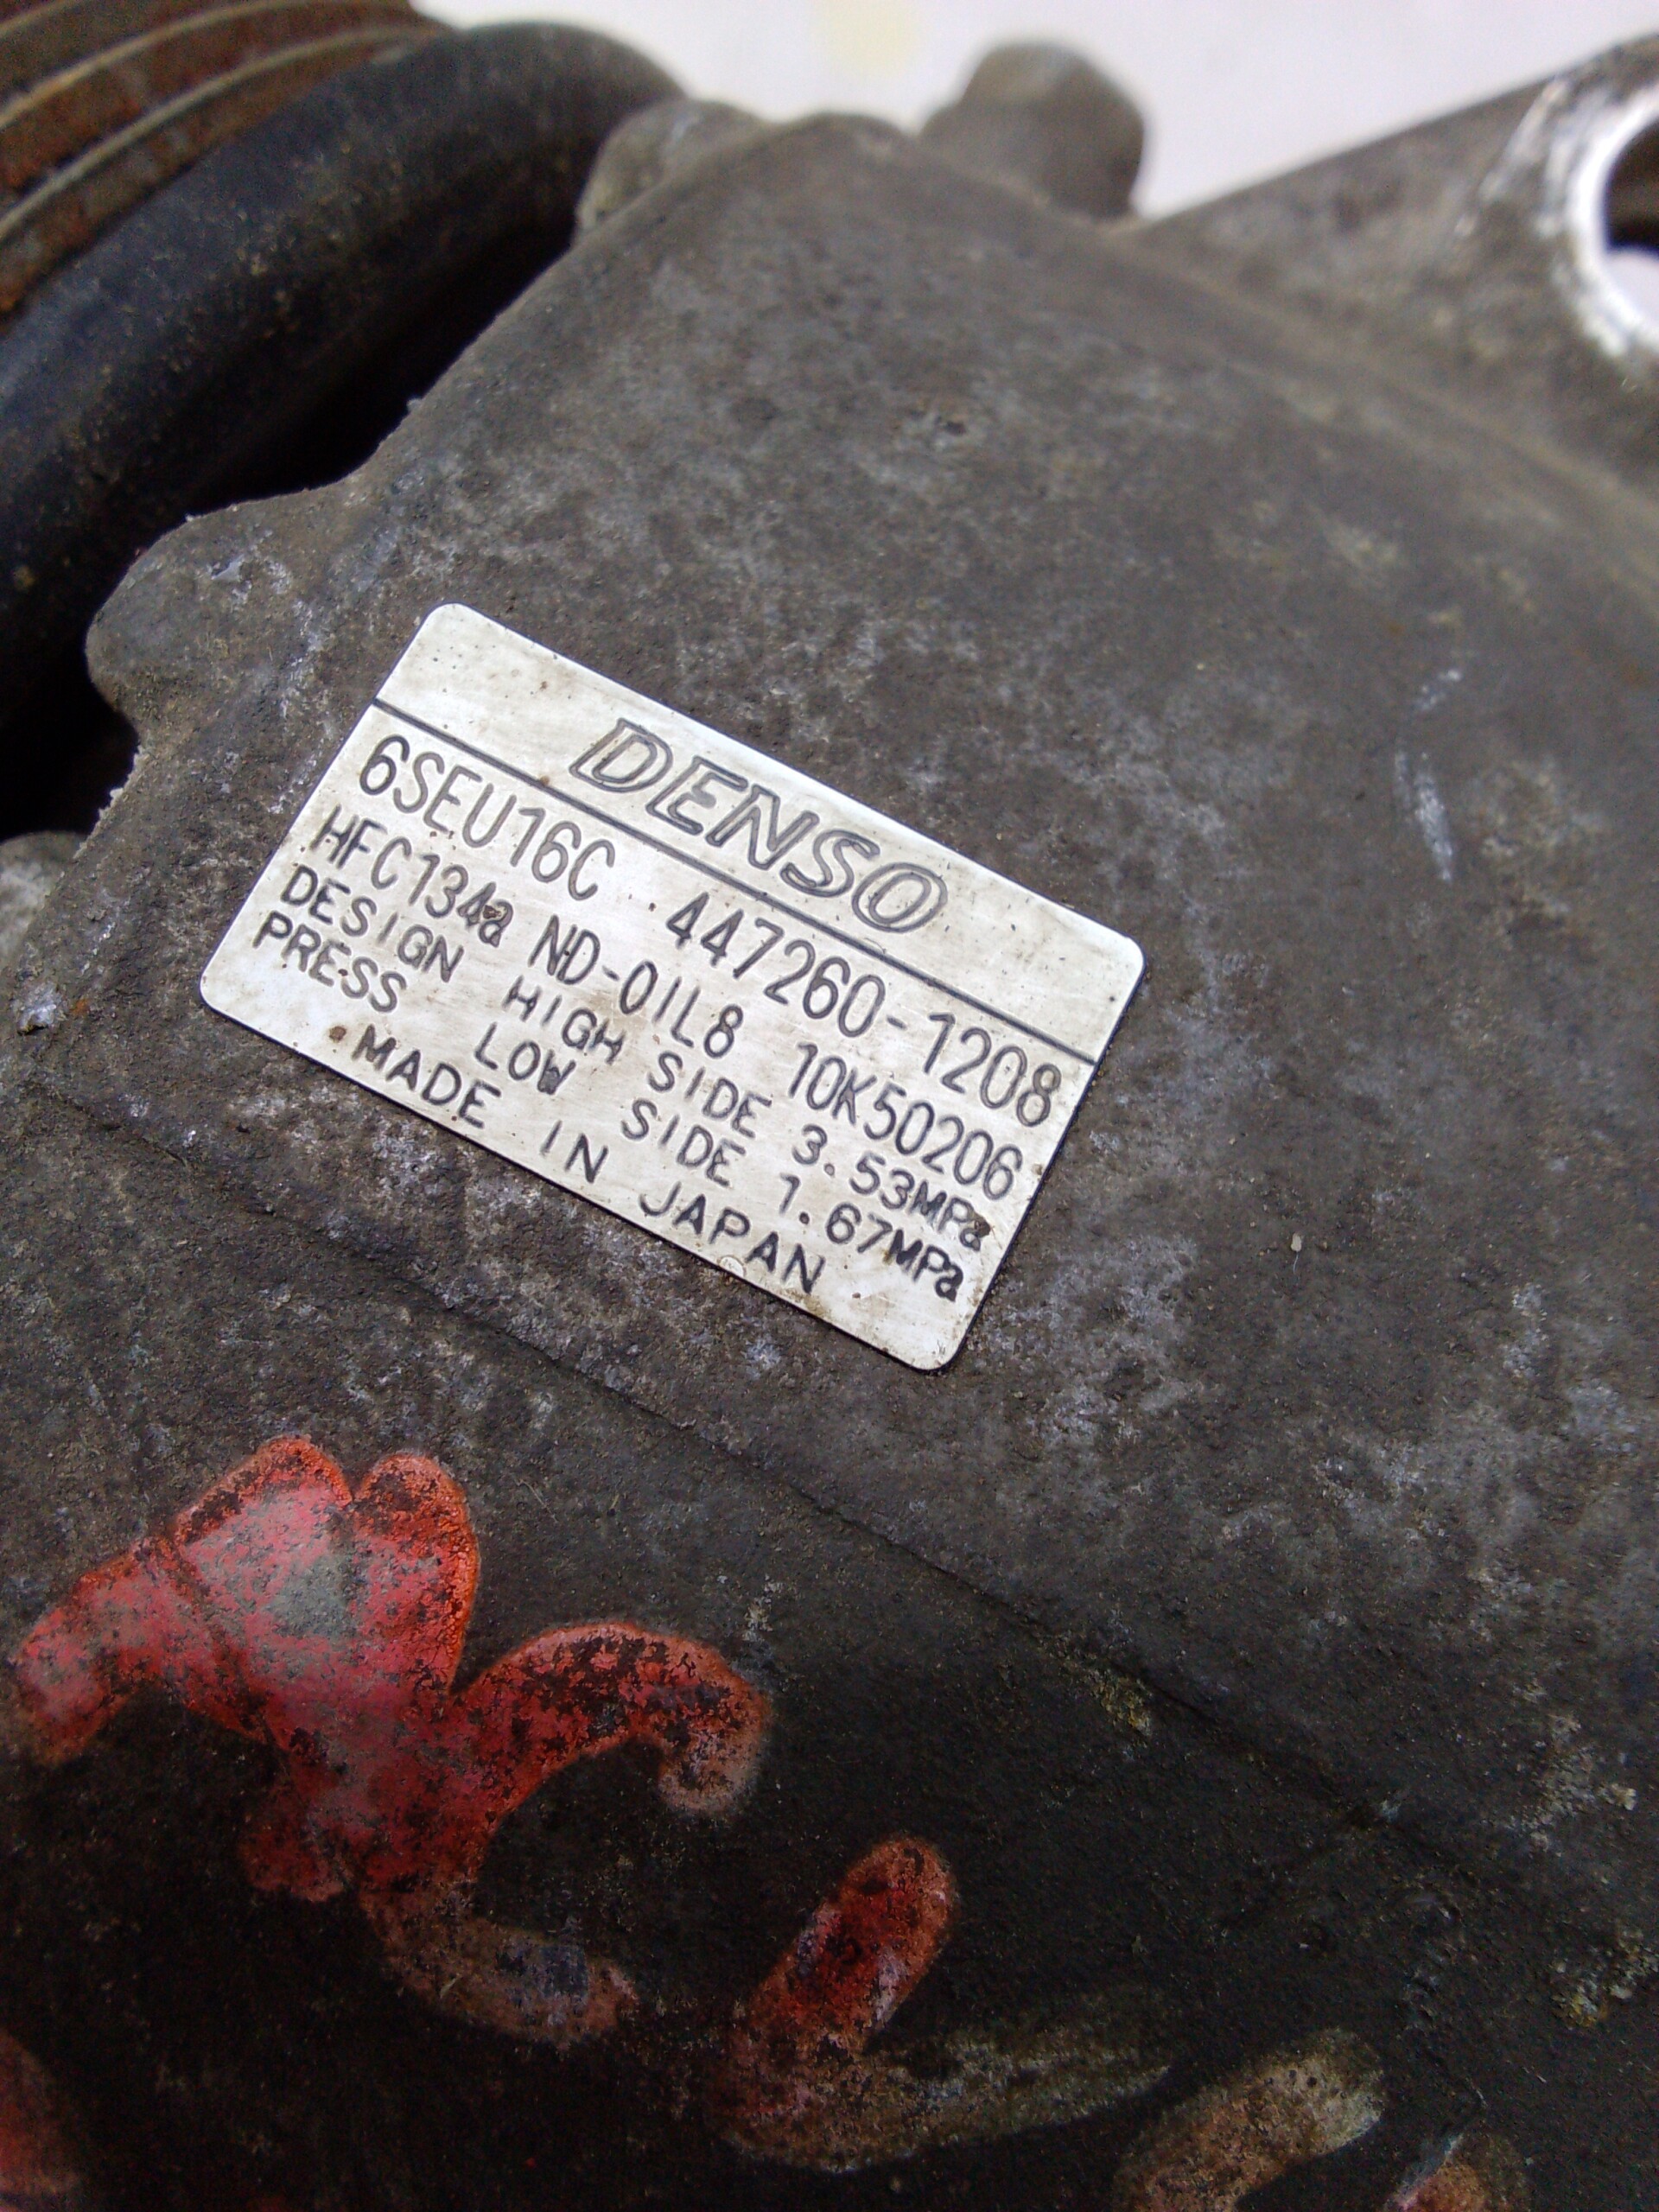 DENSO
6SEU16C 447260-1208
HFC134a ND-OIL8 10K50206
DESIGN HIGH SIDE 3.53MPa
PRESS LOW SIDE 1.67MPa
MADE IN JAPAN